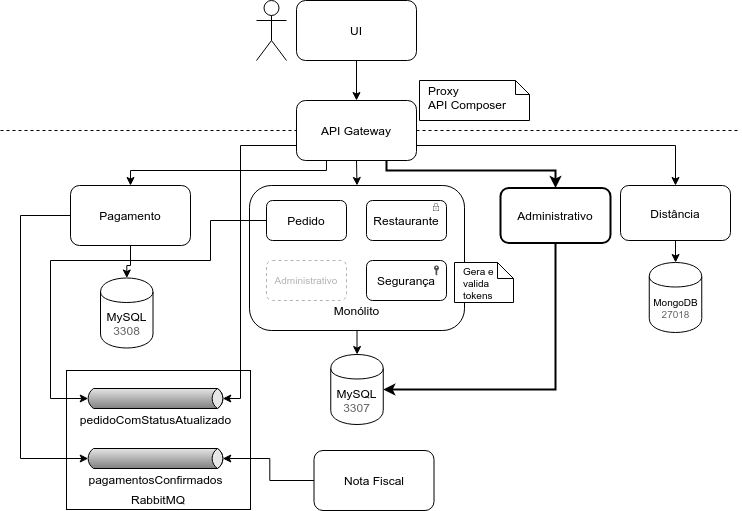 UI
Proxy
API Composer
API Gateway
Pagamento
Pedido
Restaurante
Administrativo
Distância
Administrativo
Segurança
Gera e
valida
tokens
Monólito
MySQL
3308
MongoDB
27018
MySQL
3307
pedidoComStatusAtualizado
pagamentosConfirmados
RabbitMQ
Nota Fiscal